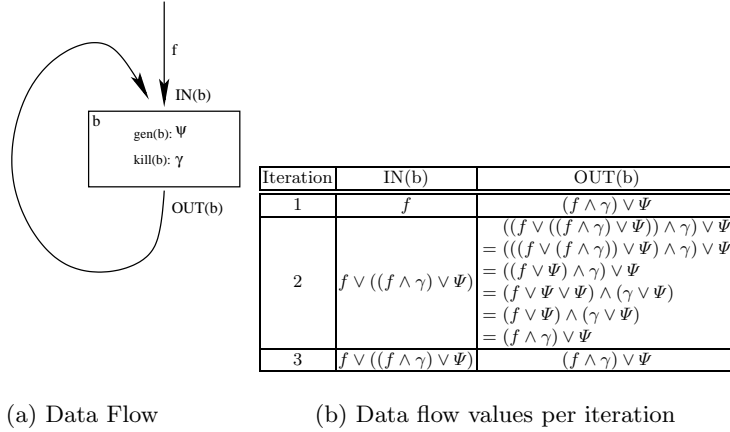 f
IN(b)
b
gen(b): Ψ
kill(b): γ
OUT(b)
Iteration IN(b) OUT(b)
1 f (f ∧ γ) ∨ Ψ
((f ∨ ((f ∧ γ) ∨ Ψ)) ∧ γ) ∨ Ψ
= (((f ∨ (f ∧ γ)) ∨ Ψ) ∧ γ) ∨ Ψ
= ((f ∨ Ψ) ∧ γ) ∨ Ψ
2 f ∨ ((f ∧ γ) ∨ Ψ)
= (f ∨ Ψ ∨ Ψ) ∧ (γ ∨ Ψ)
= (f ∨ Ψ) ∧ (γ ∨ Ψ)
= (f ∧ γ) ∨ Ψ
3 f ∨ ((f ∧ γ) ∨ Ψ) (f ∧ γ) ∨ Ψ
(a) Data Flow
(b) Data flow values per iteration